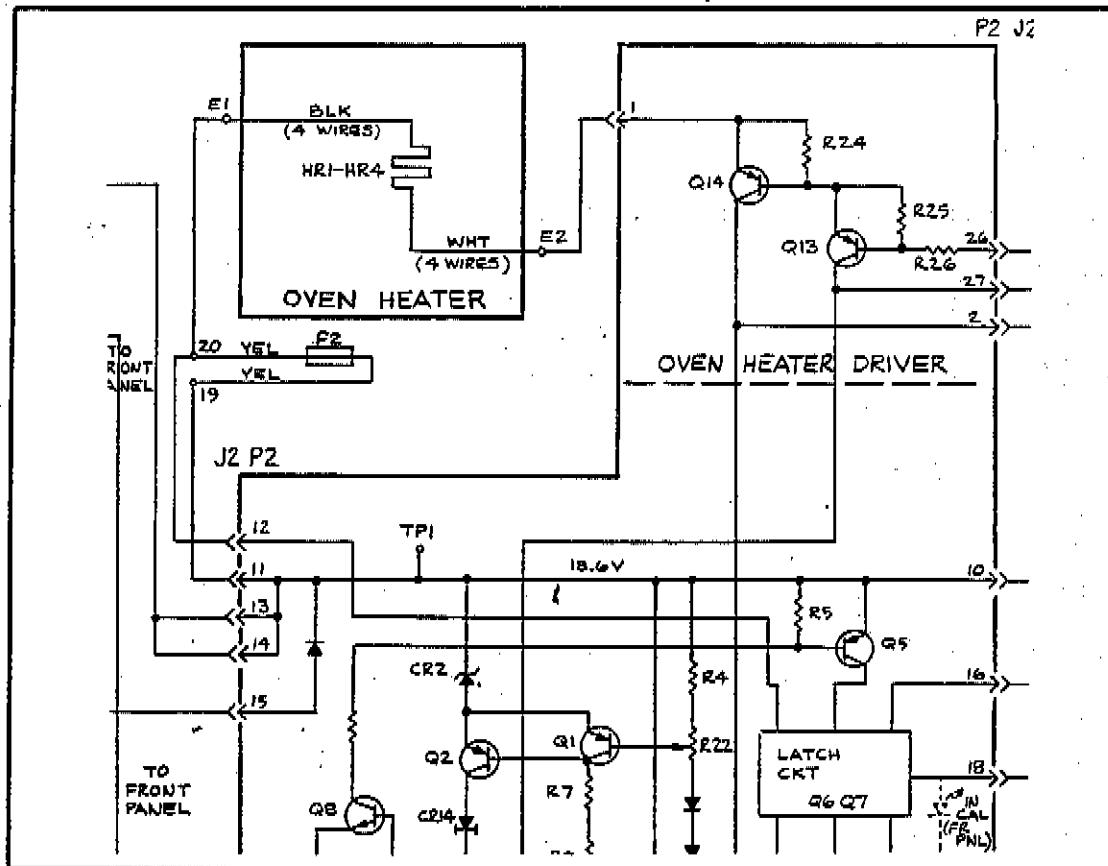 P2 J2
E1
BLK
(4 WIRES)
HR1-HR4
WHT
(4 WIRES)
E2
OVEN HEATER
1
R24
Q14
R25
Q13
R26
26
27
2
OVEN HEATER DRIVER
TO
RONT
ANEL
20
YEL
F2
YEL
19
J2 P2
12
TP1
11
18.6V
10
13
R5
14
Q5
CR2
R4
16
15
Q2
Q1
R22
LATCH
CKT
Q6 Q7
18
TO
FRONT
PANEL
R7
Q8
CR14
IN
CAL
(FR
PNL)